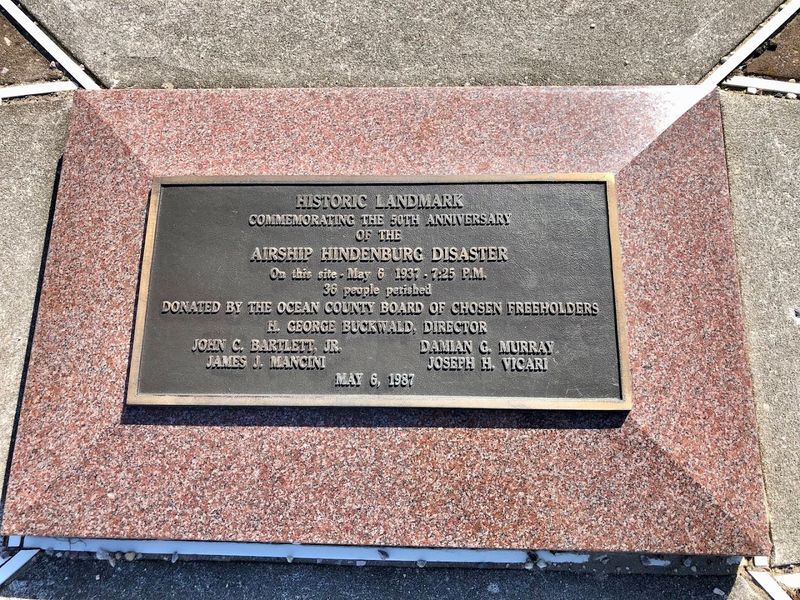 HISTORIC LANDMARK
COMMEMORATING THE 50TH ANNIVERSARY
OF THE
AIRSHIP HINDENBURG DISASTER
On this site - May 6 1937 - 7:25 P.M.
36 people perished
DONATED BY THE OCEAN COUNTY BOARD OF CHOSEN FREEHOLDERS
H. GEORGE BUCKWALD, DIRECTOR
JOHN C. BARTLETT, JR. DAMIAN G. MURRAY
JAMES J. MANCINI JOSEPH H. VICARI
MAY 6, 1987